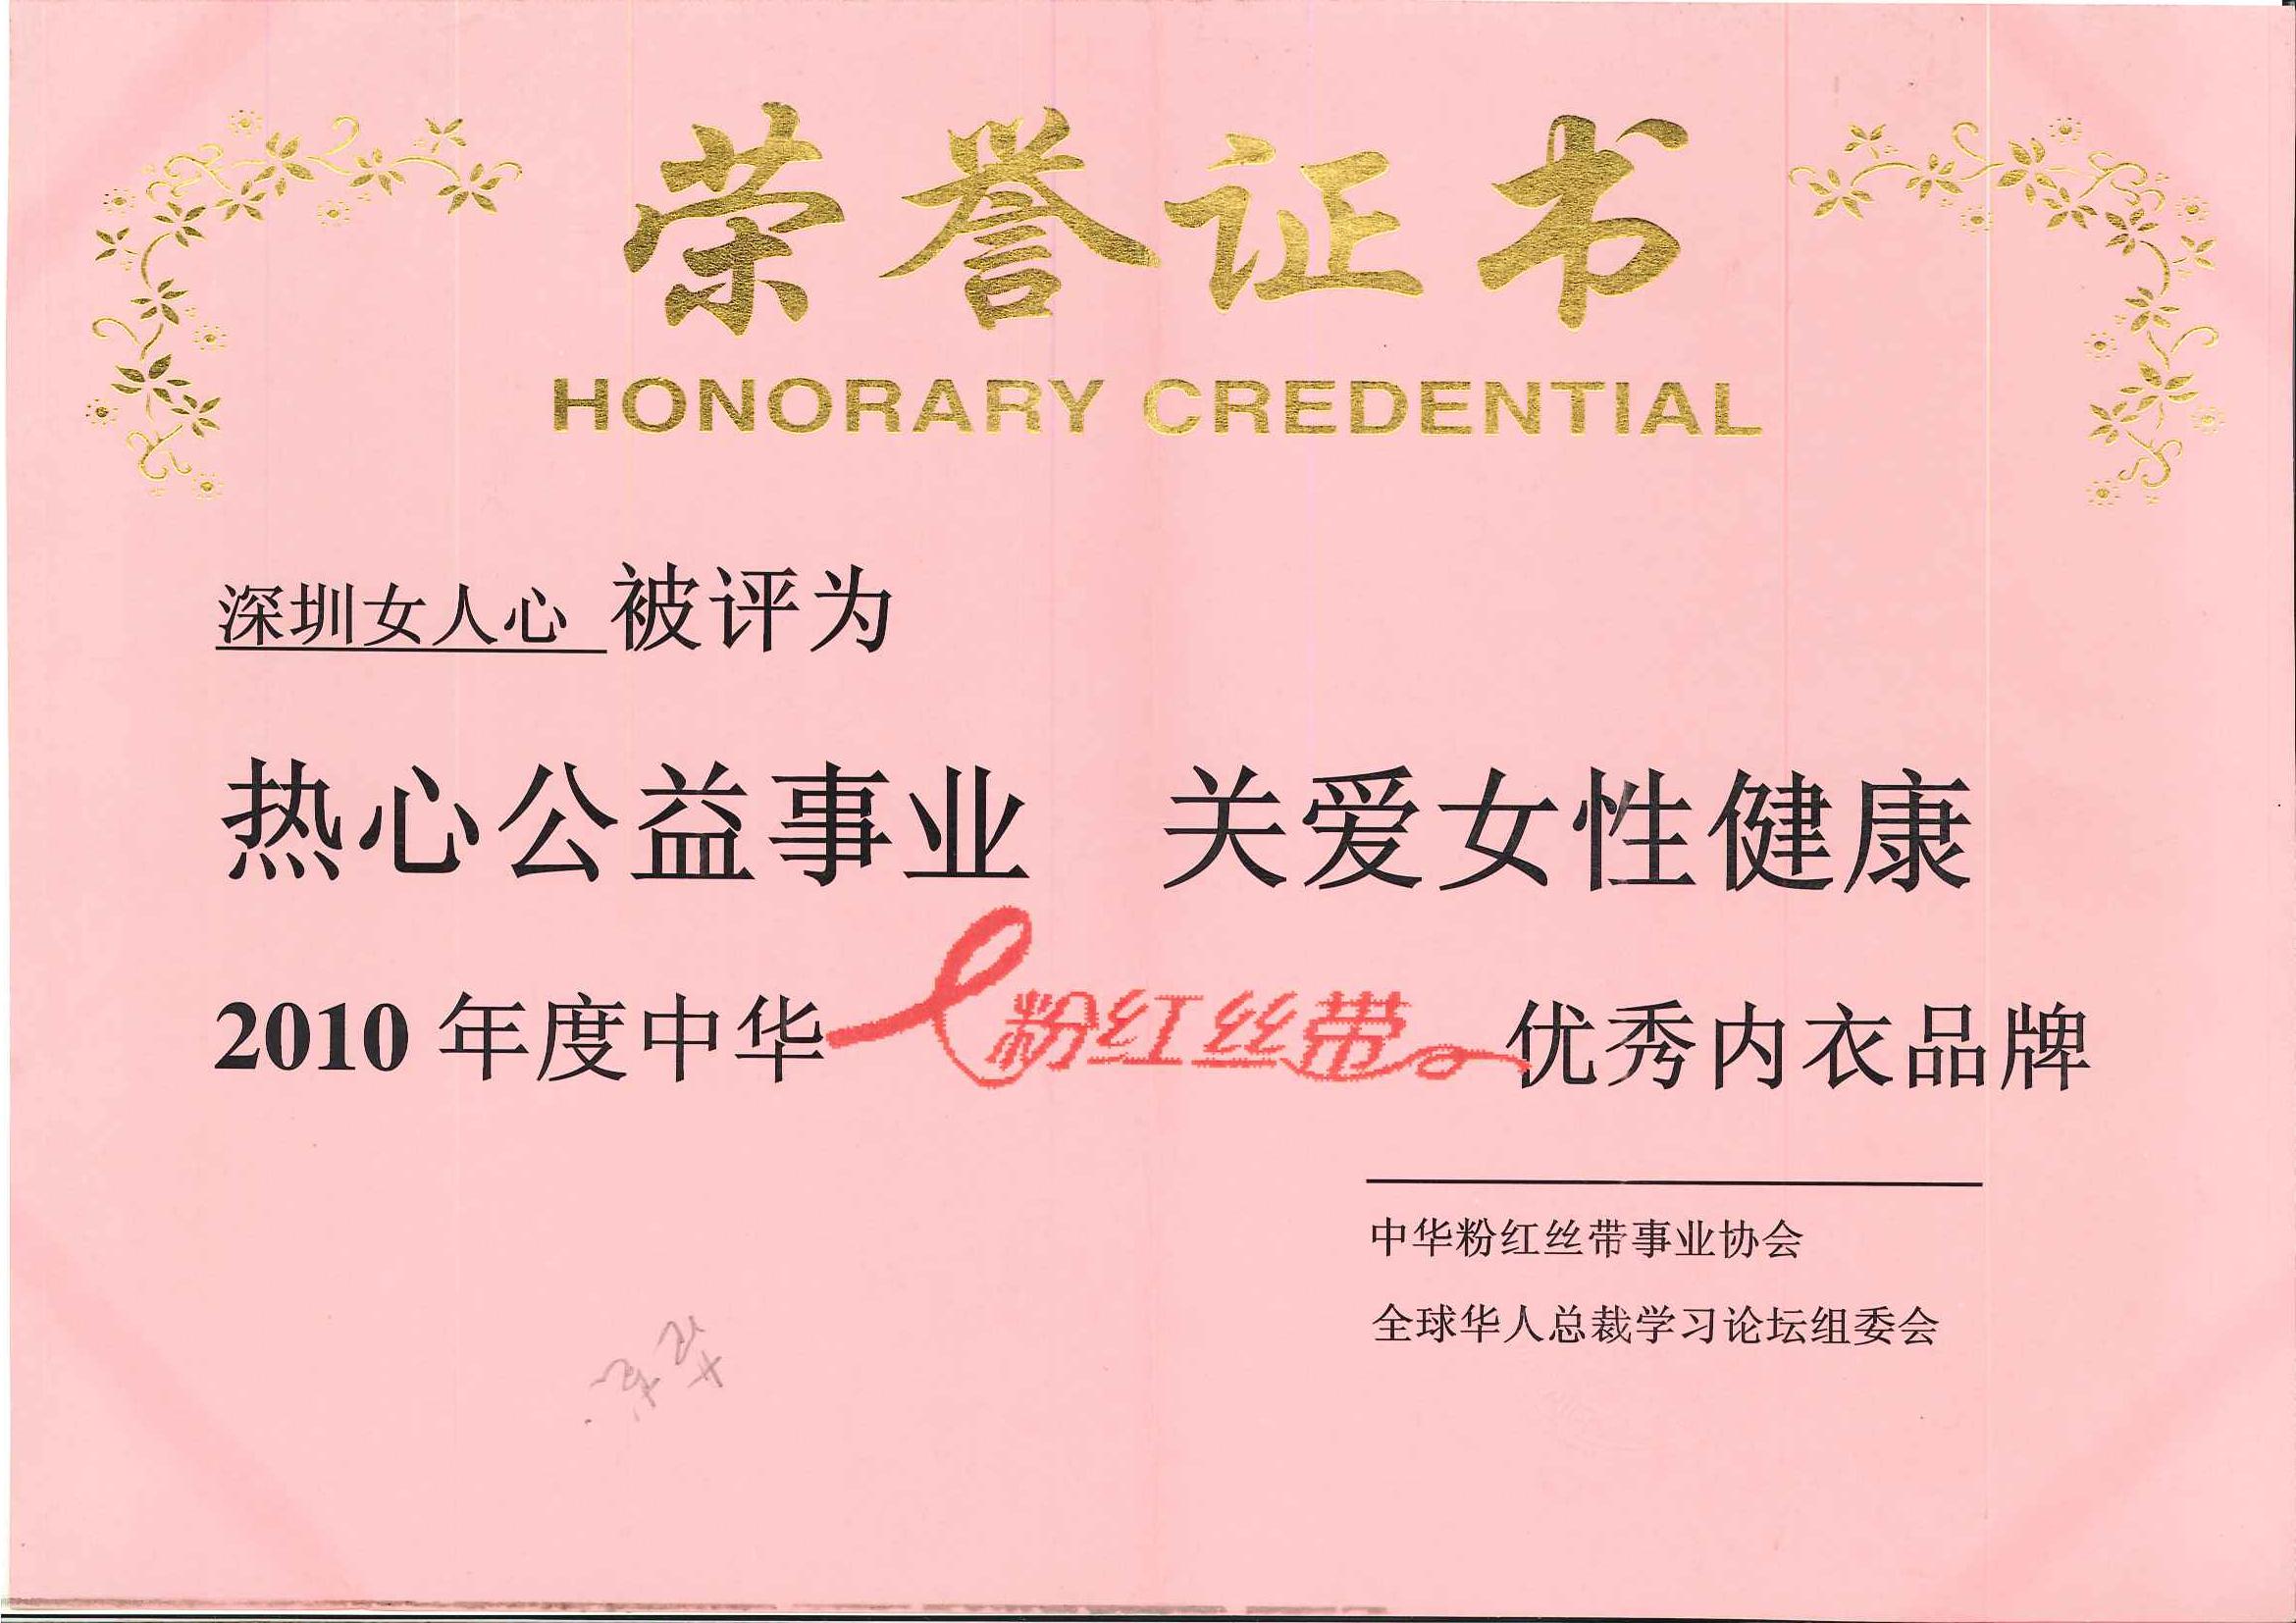 荣誉证书
HONORARY CREDENTIAL
深圳女人心 被评为
热心公益事业 关爱女性健康
2010 年度中华粉红丝带优秀内衣品牌
中华粉红丝带事业协会
全球华人总裁学习论坛组委会